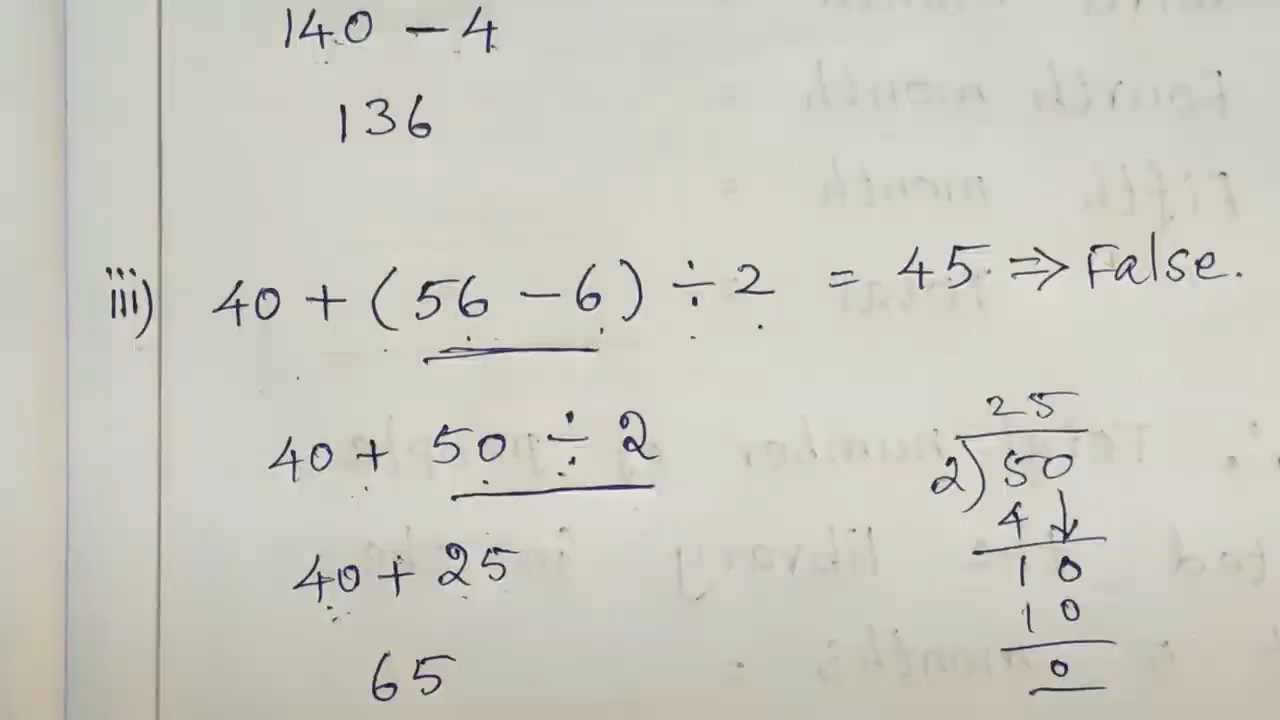 140 - 4
136
iii) 40 + (56 - 6) ÷ 2 = 45 ⇒ False.
40 + 50 ÷ 2
40 + 25
65
25
2)50
4↓
10
10
0